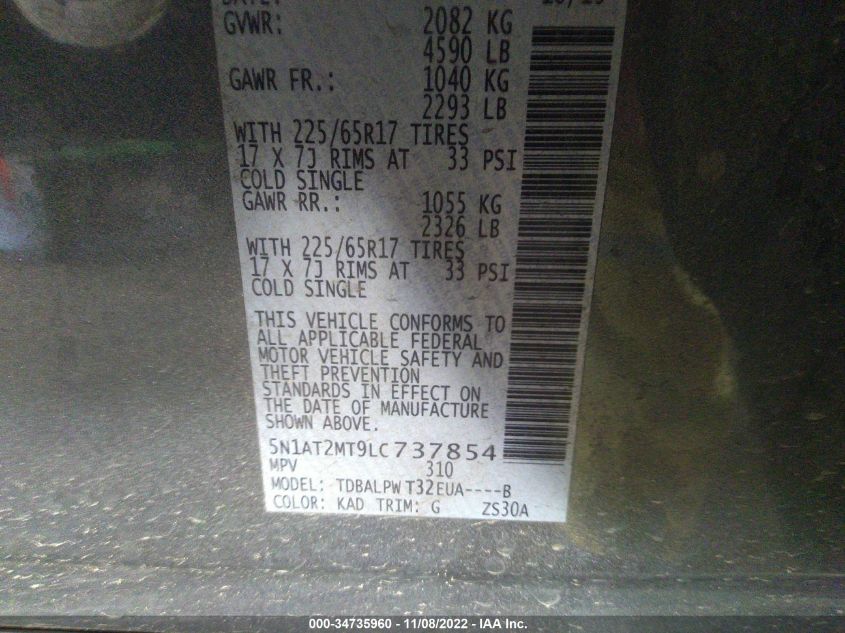 GVWR: 2082 KG
4590 LB
GAWR FR.: 1040 KG
2293 LB
WITH 225/65R17 TIRES
17 X 7J RIMS AT 33 PSI
COLD SINGLE
GAWR RR.: 1055 KG
2326 LB
WITH 225/65R17 TIRES
17 X 7J RIMS AT 33 PSI
COLD SINGLE
THIS VEHICLE CONFORMS TO
ALL APPLICABLE FEDERAL
MOTOR VEHICLE SAFETY AND
THEFT PREVENTION
STANDARDS IN EFFECT ON
THE DATE OF MANUFACTURE
SHOWN ABOVE.
5N1AT2MT9LC737854
MPV 310
MODEL: TDBALPW T32EUA----B
COLOR: KAD TRIM: G ZS30A
000-34735960 - 11/08/2022 - IAA Inc.